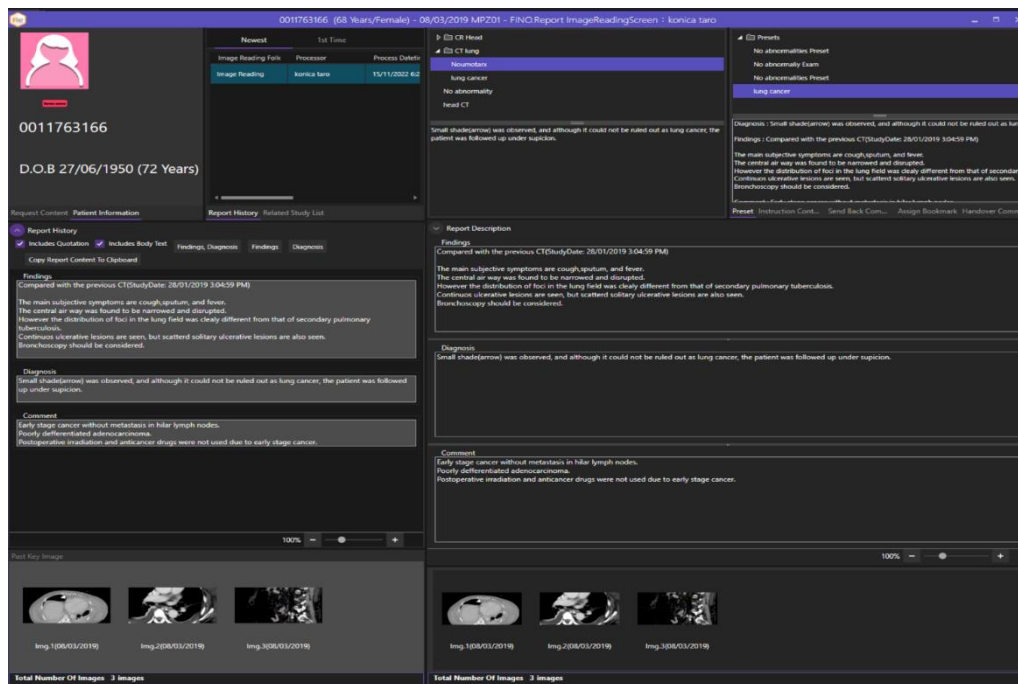 0011763166 (68 Years/Female) - 08/03/2019 MPZ01 - FINO.Report ImageReadingScreen : konica taro
0011763166
D.O.B 27/06/1950 (72 Years)
Request Content Patient Information
Newest 1st Time
Image Reading Folk Processor Process Datetir
Image Reading konica taro 15/11/2022 6:2
Report History Related Study List
CR Head
CT lung
Noumotarx
lung cancer
No abnormality
head CT
Small shade(arrow) was observed, and although it could not be ruled out as lung cancer, the
patient was followed up under supicion.
Presets
No abnormalities Preset
No abnormaliy Exam
No abnormalities Preset
lung cancer
Diagnosis : Small shade(arrow) was observed, and although it could not be ruled out as lun
Findings : Compared with the previous CT(StudyDate: 28/01/2019 3:04:59 PM)
The main subjective symptoms are cough,sputum, and fever.
The central air way was found to be narrowed and disrupted.
However the distribution of foci in the lung field was clealy different from that of secondar
Continuos ulcerative lesions are seen, but scatterd solitary ulcerative lesions are also seen.
Bronchoscopy should be considered.
Preset Instruction Cont... Send Back Com... Assign Bookmark Handover Comm
Report History
Includes Quotation Includes Body Text Findings, Diagnosis Findings Diagnosis
Copy Report Content To Clipboard
Findings
Compared with the previous CT(StudyDate: 28/01/2019 3:04:59 PM)
The main subjective symptoms are cough,sputum, and fever.
The central air way was found to be narrowed and disrupted.
However the distribution of foci in the lung field was clealy different from that of secondary pulmonary
tuberculosis.
Continuos ulcerative lesions are seen, but scatterd solitary ulcerative lesions are also seen.
Bronchoscopy should be considered.
Diagnosis
Small shade(arrow) was observed, and although it could not be ruled out as lung cancer, the patient was followed
up under supicion.
Comment
Early stage cancer without metastasis in hilar lymph nodes.
Poorly defferentiated adenocarcinoma.
Postoperative irradiation and anticancer drugs were not used due to early stage cancer.
100% − +
Past Key Image
Img.1(08/03/2019) Img.2(08/03/2019) Img.3(08/03/2019)
Total Number Of Images 3 images
Report Description
Findings
Compared with the previous CT(StudyDate: 28/01/2019 3:04:59 PM)
The main subjective symptoms are cough,sputum, and fever.
The central air way was found to be narrowed and disrupted.
However the distribution of foci in the lung field was clealy different from that of secondary pulmonary tuberculosis.
Continuos ulcerative lesions are seen, but scatterd solitary ulcerative lesions are also seen.
Bronchoscopy should be considered.
Diagnosis
Small shade(arrow) was observed, and although it could not be ruled out as lung cancer, the patient was followed up under supicion.
Comment
Early stage cancer without metastasis in hilar lymph nodes.
Poorly defferentiated adenocarcinoma.
Postoperative irradiation and anticancer drugs were not used due to early stage cancer.
100% − +
Img.1(08/03/2019) Img.2(08/03/2019) Img.3(08/03/2019)
Total Number Of Images 3 images